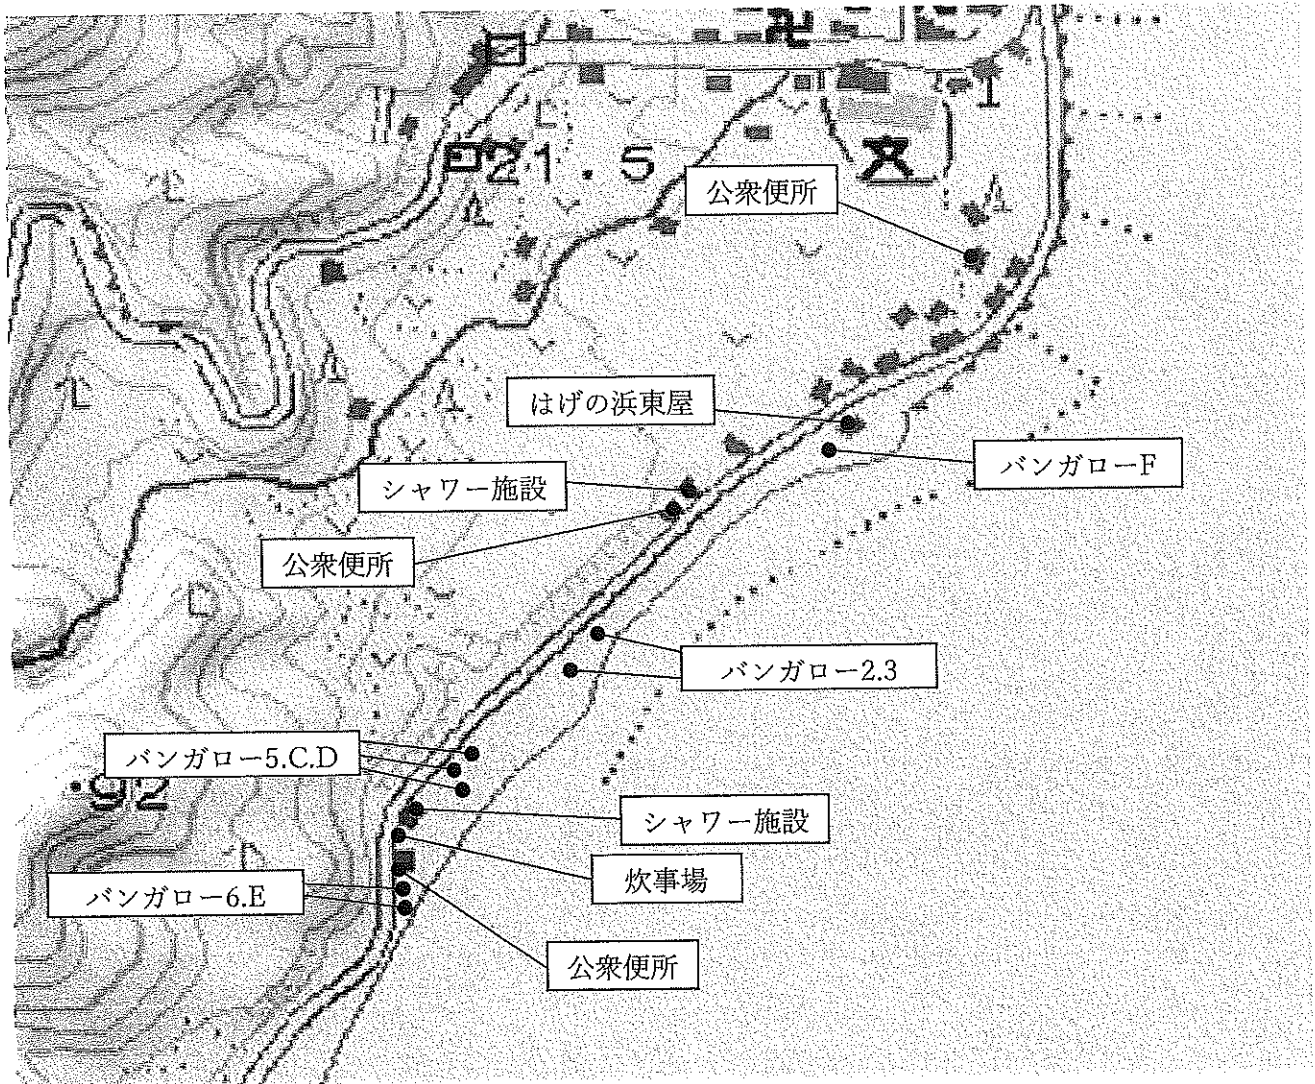 21.5
公衆便所
はげの浜東屋
バンガローF
シャワー施設
公衆便所
バンガロー2.3
バンガロー5.C.D
・92
シャワー施設
炊事場
バンガロー6.E
公衆便所